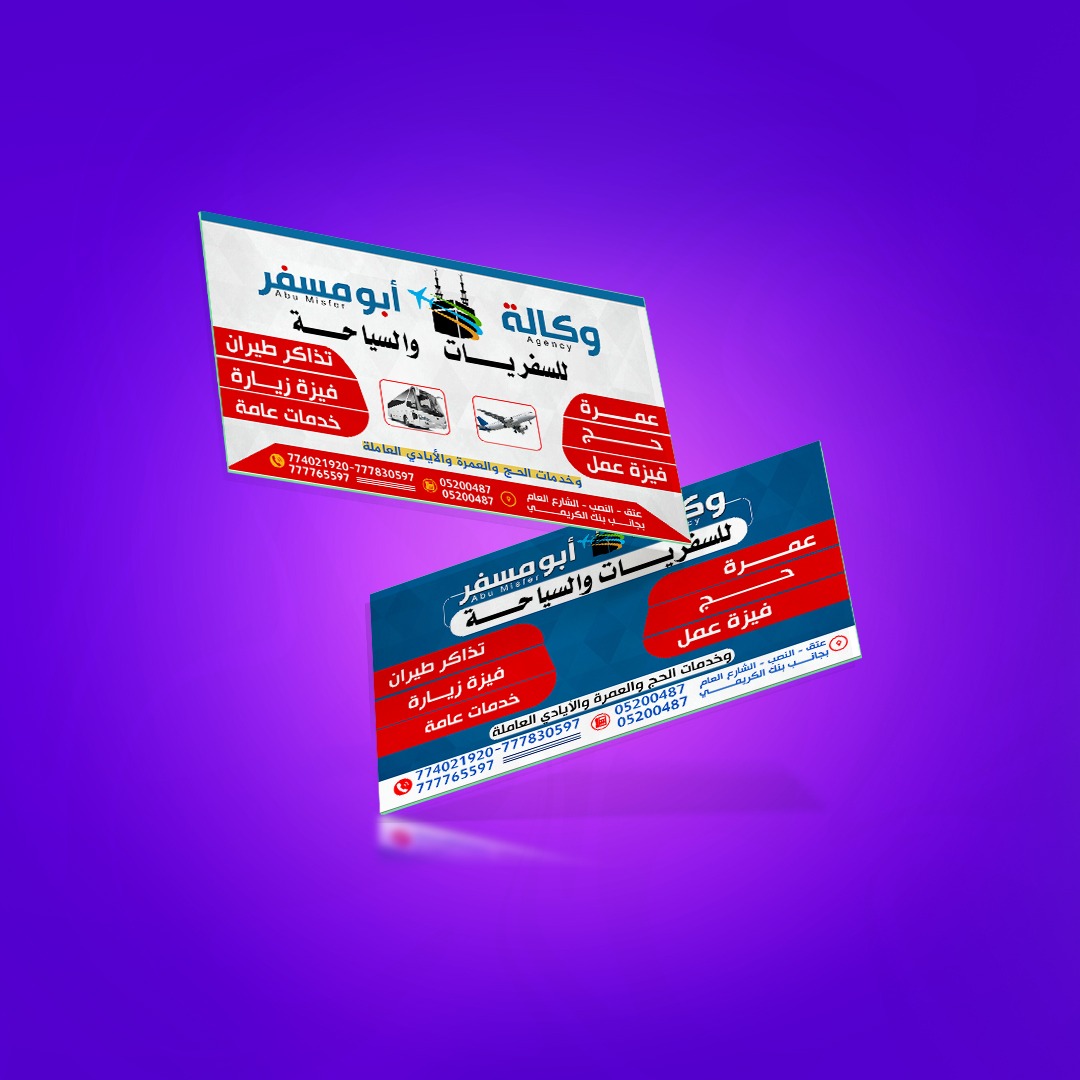 وكالة أبو مسفر
Agency Abu Misfer
للسفريات والسياحة
عمرة
حج
فيزة عمل
تذاكر طيران
فيزة زيارة
خدمات عامة
وخدمات الحج والعمرة والأيادي العاملة
عتق - النصب - الشارع العام
بجانب بنك الكريمي
05200487
05200487
774021920-777830597
777765597
وكـ
أبو مسفر
Abu Misfer
للسفريات والسياحة
عمرة
حج
فيزة عمل
تذاكر طيران
فيزة زيارة
خدمات عامة
وخدمات الحج والعمرة والأيادي العاملة
عتق - النصب - الشارع العام
بجانب بنك الكريمي
05200487
05200487
774021920-777830597
777765597